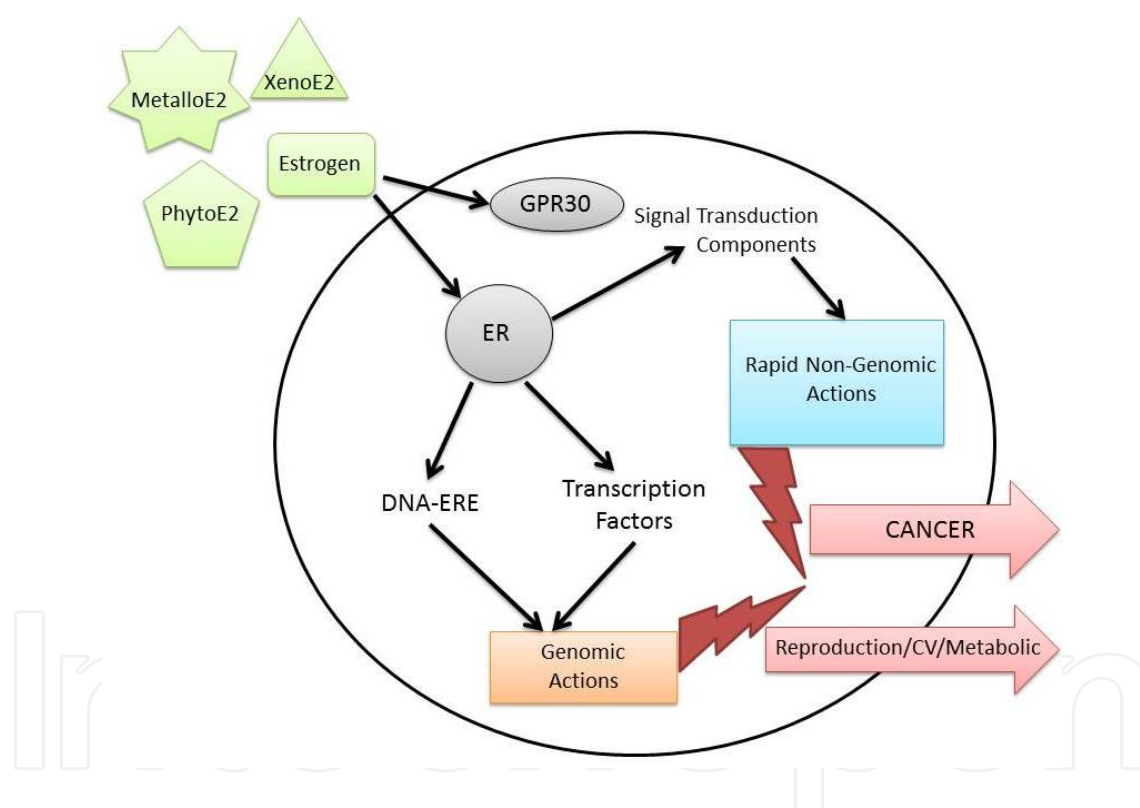 XenoE2
MetalloE2
Estrogen
PhytoE2
GPR30
Signal Transduction
Components
ER
Rapid Non-Genomic
Actions
DNA-ERE
Transcription
Factors
CANCER
Genomic
Actions
Reproduction/CV/Metabolic